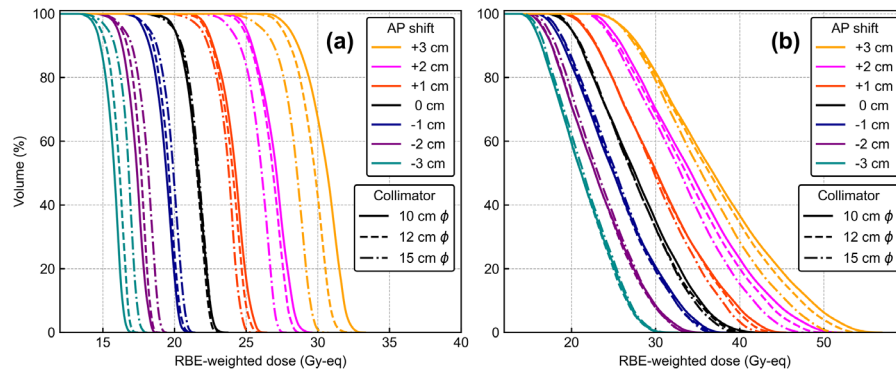 Volume (%)
100
80
60
40
20
0
15
20
25
30
35
40
RBE-weighted dose (Gy-eq)
(a)
AP shift
+3 cm
+2 cm
+1 cm
0 cm
-1 cm
-2 cm
-3 cm
Collimator
10 cm ϕ
12 cm ϕ
15 cm ϕ
100
80
60
40
20
0
20
30
40
50
RBE-weighted dose (Gy-eq)
(b)
AP shift
+3 cm
+2 cm
+1 cm
0 cm
-1 cm
-2 cm
-3 cm
Collimator
10 cm ϕ
12 cm ϕ
15 cm ϕ